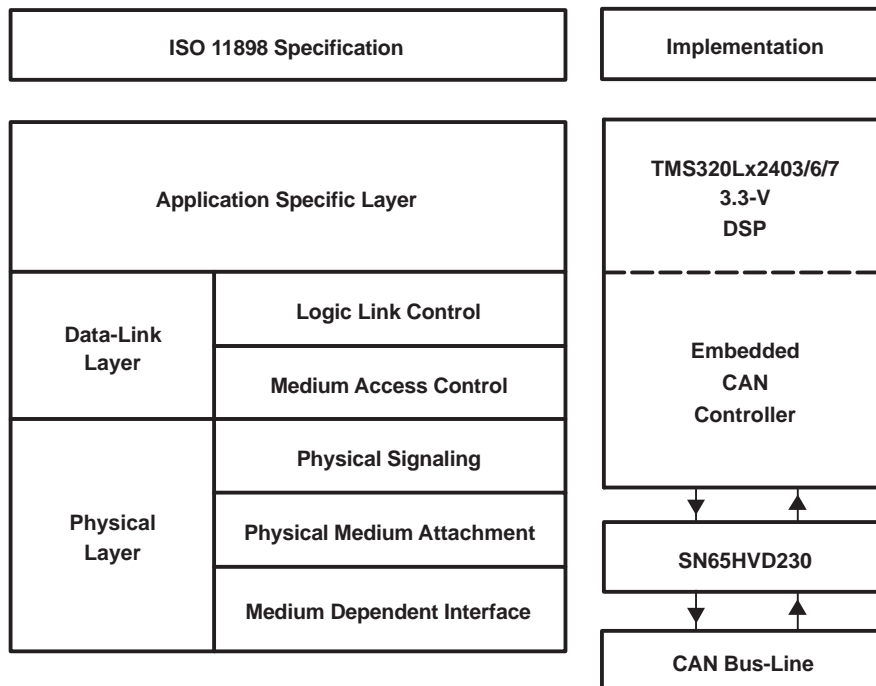 ISO 11898 Specification
Implementation
Application Specific Layer
TMS320Lx2403/6/7
3.3-V
DSP
Data-Link
Layer
Logic Link Control
Medium Access Control
Embedded
CAN
Controller
Physical
Layer
Physical Signaling
Physical Medium Attachment
Medium Dependent Interface
SN65HVD230
CAN Bus-Line